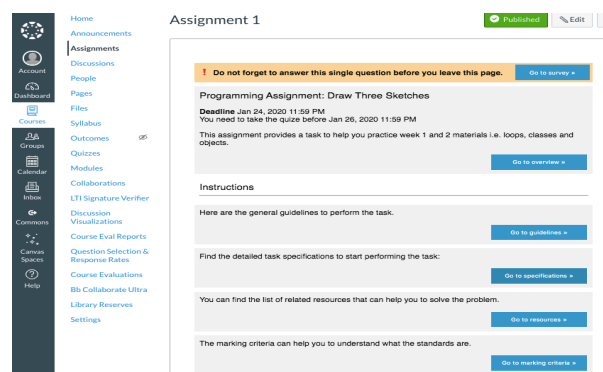 Account
Dashboard
Courses
Groups
Calendar
Inbox
Commons
Canvas
Spaces
Help
Home
Announcements
Assignments
Discussions
People
Pages
Files
Syllabus
Outcomes
Quizzes
Modules
Collaborations
LTI Signature Verifier
Discussion
Visualizations
Course Eval Reports
Question Selection &
Response Rates
Course Evaluations
Bb Collaborate Ultra
Library Reserves
Settings
Assignment 1
Published
Edit
! Do not forget to answer this single question before you leave this page.
Go to survey »
Programming Assignment: Draw Three Sketches
Deadline Jan 24, 2020 11:59 PM
You need to take the quize before Jan 26, 2020 11:59 PM
This assignment provides a task to help you practice week 1 and 2 materials i.e. loops, classes and
objects.
Go to overview »
Instructions
Here are the general guidelines to perform the task.
Go to guidelines »
Find the detailed task specifications to start performing the task:
Go to specifications »
You can find the list of related resources that can help you to solve the problem.
Go to resources »
The marking criteria can help you to understand what the standards are.
Go to marking criteria »